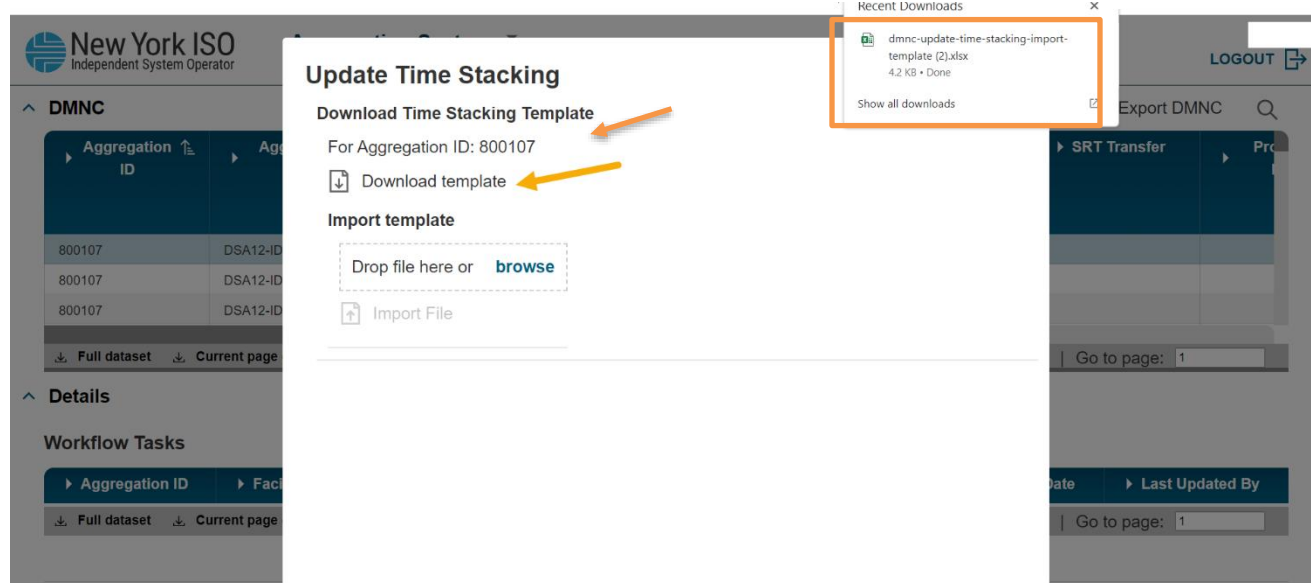 Recent Downloads
dmnc-update-time-stacking-import-
template (2).xlsx
4.2 KB • Done
Show all downloads
New York ISO
Independent System Operator
LOGOUT
Update Time Stacking
Download Time Stacking Template
For Aggregation ID: 800107
Download template
Import template
Drop file here or browse
Import File
DMNC
Export DMNC
Aggregation
ID
SRT Transfer
800107 DSA12-ID
800107 DSA12-ID
800107 DSA12-ID
Full dataset Current page
| Go to page: 1
Details
Workflow Tasks
Aggregation ID
Last Updated By
Full dataset Current page
| Go to page: 1